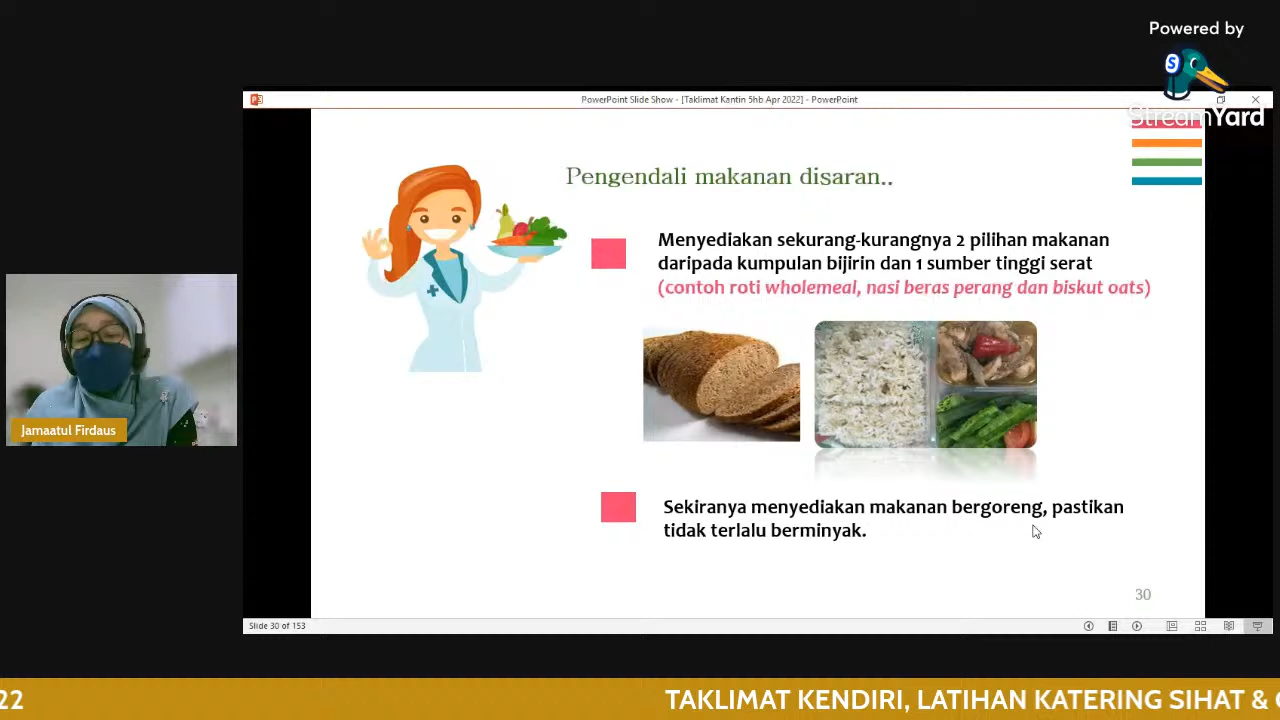 Powered by
S
StreamYard
PowerPoint Slide Show - [Taklimat Kantin 5hb Apr 2022] - PowerPoint
Pengendali makanan disaran..
Menyediakan sekurang-kurangnya 2 pilihan makanan
daripada kumpulan bijirin dan 1 sumber tinggi serat
(contoh roti wholemeal, nasi beras perang dan biskut oats)
Jamaatul Firdaus
Sekiranya menyediakan makanan bergoreng, pastikan
tidak terlalu berminyak.
30
Slide 30 of 153
22 TAKLIMAT KENDIRI, LATIHAN KATERING SIHAT &